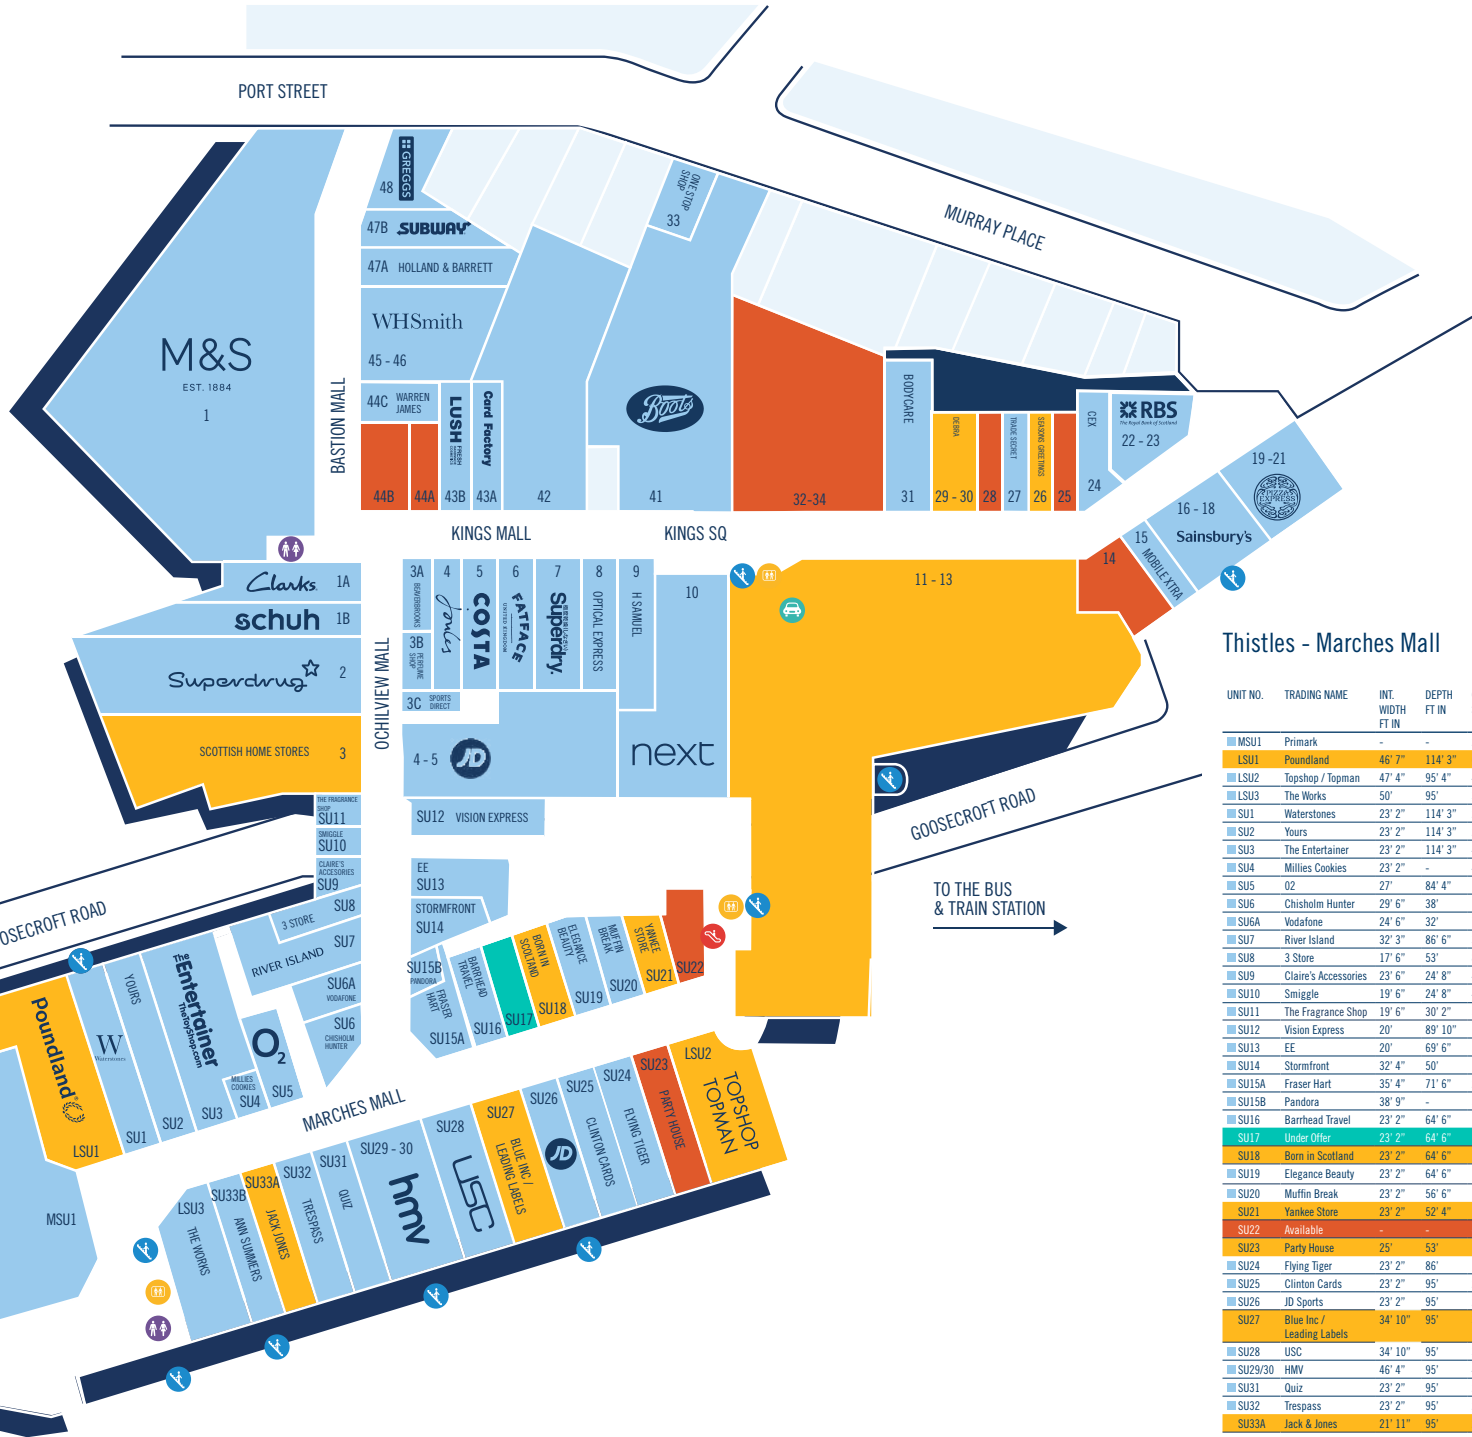 PORT STREET
MURRAY PLACE
GREGGS
48
47B SUBWAY
47A HOLLAND & BARRETT
WHSmith
45 - 46
44C WARREN
JAMES
44B
44A
LUSH FRESH
43B
Card Factory
43A
42
ONE STOP
SHOP
33
Boots
41
32-34
BODYCARE
31
DEBRA
29 - 30
28
TRADE SECRET
27
SEASONS GREETINGS
26
25
CEX
24
RBS
The Royal Bank of Scotland
22 - 23
19 -21
PIZZA EXPRESS
16 - 18
Sainsbury's
15
MOBILE XTRA
14
M&S
EST. 1884
1
BASTION MALL
KINGS MALL
KINGS SQ
Clarks 1A
schuh 1B
Superdrug 2
SCOTTISH HOME STORES 3
OCHILVIEW MALL
3A
BEAVERBROOKS
3B
PERFUME
SHOP
3C SPORTS
DIRECT
4
Joules
5
COSTA
6
FATFACE
UNITED KINGDOM
7
Superdry.
8
OPTICAL EXPRESS
9
H SAMUEL
10
next
4 - 5 JD
11 - 13
GOOSECROFT ROAD
TO THE BUS
& TRAIN STATION
THE FRAGRANCE
SHOP
SU11
SMIGGLE
SU10
CLAIRE'S
ACCESORIES
SU9
SU8
3 STORE
SU7
RIVER ISLAND
SU6A
VODAFONE
SU6
CHISHOLM
HUNTER
SU12 VISION EXPRESS
EE
SU13
STORMFRONT
SU14
SU15B
PANDORA
FRASER
HART
SU15A
BARRHEAD
TRAVEL
SU16
SU17
BORN IN
SCOLTAND
SU18
ELEGANCE
BEAUTY
SU19
MUFFIN
BREAK
SU20
YANKEE
STORE
SU21
SU22
OSECROFT ROAD
Poundland
LSU1
W
Waterstones
SU1
YOURS
SU2
The Entertainer
TheToyShop.com
SU3
MILLIES
COOKIES
SU4
O2
SU5
MARCHES MALL
MSU1
LSU3
THE WORKS
SU33B
ANN SUMMERS
SU33A
JACK JONES
SU32
TRESPASS
SU31
QUIZ
SU29 - 30
hmv
SU28
USC
SU27
BLUE INC /
LEADING LABELS
SU26
JD
SU25
CLINTON CARDS
SU24
FLYING TIGER
SU23
PARTY HOUSE
LSU2
TOPSHOP
TOPMAN
Thistles - Marches Mall
UNIT NO. TRADING NAME INT. WIDTH FT IN DEPTH FT IN
MSU1 Primark - -
LSU1 Poundland 46' 7" 114' 3"
LSU2 Topshop / Topman 47' 4" 95' 4"
LSU3 The Works 50' 95'
SU1 Waterstones 23' 2" 114' 3"
SU2 Yours 23' 2" 114' 3"
SU3 The Entertainer 23' 2" 114' 3"
SU4 Millies Cookies 23' 2" -
SU5 02 27' 84' 4"
SU6 Chisholm Hunter 29' 6" 38'
SU6A Vodafone 24' 6" 32'
SU7 River Island 32' 3" 86' 6"
SU8 3 Store 17' 6" 53'
SU9 Claire's Accessories 23' 6" 24' 8"
SU10 Smiggle 19' 6" 24' 8"
SU11 The Fragrance Shop 19' 6" 30' 2"
SU12 Vision Express 20' 89' 10"
SU13 EE 20' 69' 6"
SU14 Stormfront 32' 4" 50'
SU15A Fraser Hart 35' 4" 71' 6"
SU15B Pandora 38' 9" -
SU16 Barrhead Travel 23' 2 64' 6"
SU17 Under Offer 23' 2" 64' 6"
SU18 Born in Scotland 23' 2" 64' 6"
SU19 Elegance Beauty 23' 2 64' 6"
SU20 Muffin Break 23' 2" 56' 6"
SU21 Yankee Store 23' 2" 52' 4"
SU22 Available - -
SU23 Party House 25' 53'
SU24 Flying Tiger 23' 2" 86'
SU25 Clinton Cards 23' 2" 95'
SU26 JD Sports 23' 2" 95'
SU27 Blue Inc / 34' 10" 95'
Leading Labels
SU28 USC 34' 10" 95'
SU29/30 HMV 46' 4" 95'
SU31 Quiz 23' 2" 95'
SU32 Trespass 23' 2" 95'
SU33A Jack & Jones 21' 11" 95'